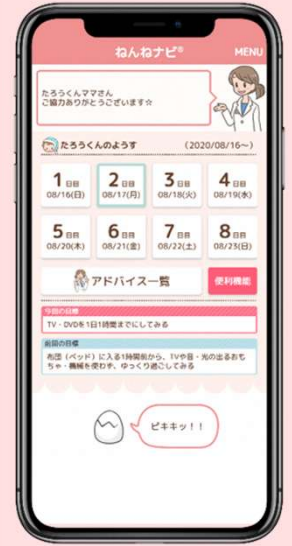 ねんねナビ® MENU
たろうくんママさん
ご協力ありがとうございます☆
たろうくんのようす (2020/08/16〜)
1日目 2日目 3日目 4日目
08/16(日) 08/17(月) 08/18(火) 08/19(水)
5日目 6日目 7日目 8日目
08/20(木) 08/21(金) 08/22(土) 08/23(日)
アドバイス一覧 便利機能
今回の目標
TV・DVDを1日1時間までにしてみる
前回の目標
布団（ベッド）に入る1時間前から、TVや音・光の出るおも
ちゃ・機械を使わず、ゆっくり過ごしてみる
ピキキッ！！